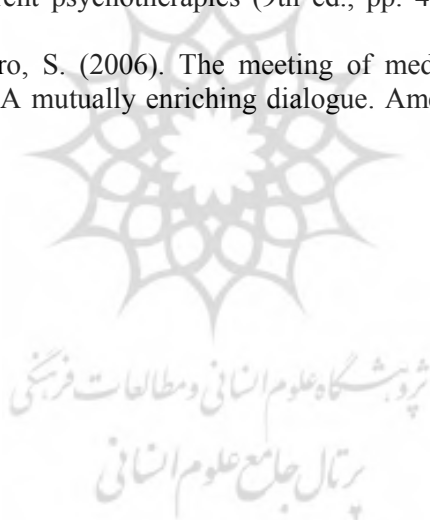 rent psychotherapies (9th ed., pp. 4
ro, S. (2006). The meeting of med
A mutually enriching dialogue. Am
پژوهشگاه علوم انسانی و مطالعات فرهنگی
پرتال جامع علوم انسانی